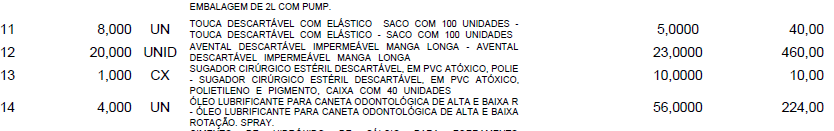 EMBALAGEM DE 2L COM PUMP.
11 8,000 UN TOUCA DESCARTÁVEL COM ELÁSTICO SACO COM 100 UNIDADES - 5,0000 40,00
TOUCA DESCARTÁVEL COM ELÁSTICO - SACO COM 100 UNIDADES
12 20,000 UNID AVENTAL DESCARTÁVEL IMPERMEÁVEL MANGA LONGA - AVENTAL 23,0000 460,00
DESCARTÁVEL IMPERMEÁVEL MANGA LONGA
13 1,000 CX SUGADOR CIRÚRGICO ESTÉRIL DESCARTÁVEL, EM PVC ATÓXICO, POLIE 10,0000 10,00
- SUGADOR CIRÚRGICO ESTÉRIL DESCARTÁVEL, EM PVC ATÓXICO,
POLIETILENO E PIGMENTO, CAIXA COM 40 UNIDADES
14 4,000 UN ÓLEO LUBRIFICANTE PARA CANETA ODONTOLÓGICA DE ALTA E BAIXA R 56,0000 224,00
- ÓLEO LUBRIFICANTE PARA CANETA ODONTOLÓGICA DE ALTA E BAIXA
ROTAÇÃO. SPRAY.